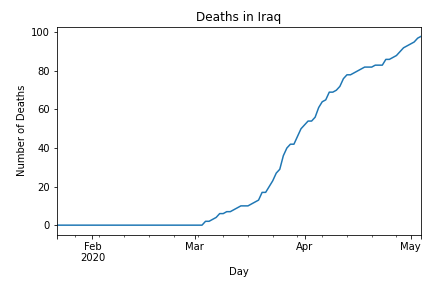 Deaths in Iraq
Number of Deaths
100
80
60
40
20
0
Feb
2020
Mar
Apr
May
Day